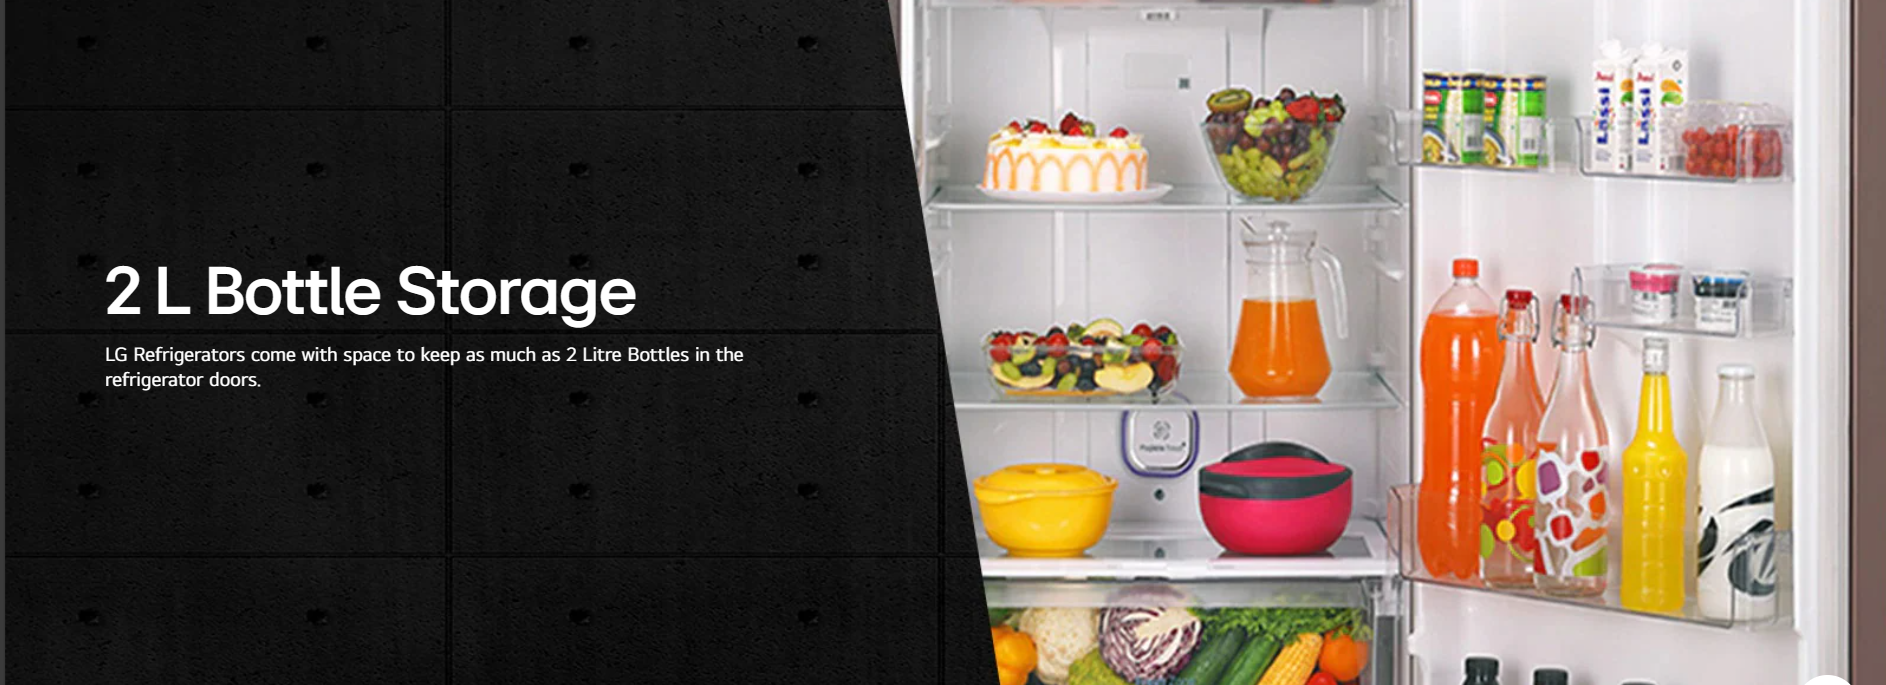 2 L Bottle Storage
LG Refrigerators come with space to keep as much as 2 Litre Bottles in the
refrigerator doors.
Lassi
Lassi